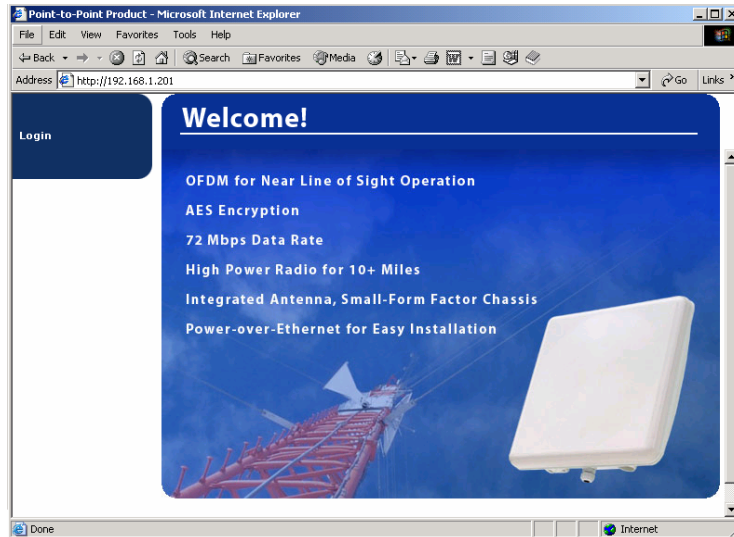 Point-to-Point Product - Microsoft Internet Explorer
File Edit View Favorites Tools Help
Back Search Favorites Media
Address http://192.168.1.201 Go Links
Login
Welcome!
OFDM for Near Line of Sight Operation
AES Encryption
72 Mbps Data Rate
High Power Radio for 10+ Miles
Integrated Antenna, Small-Form Factor Chassis
Power-over-Ethernet for Easy Installation
Done Internet